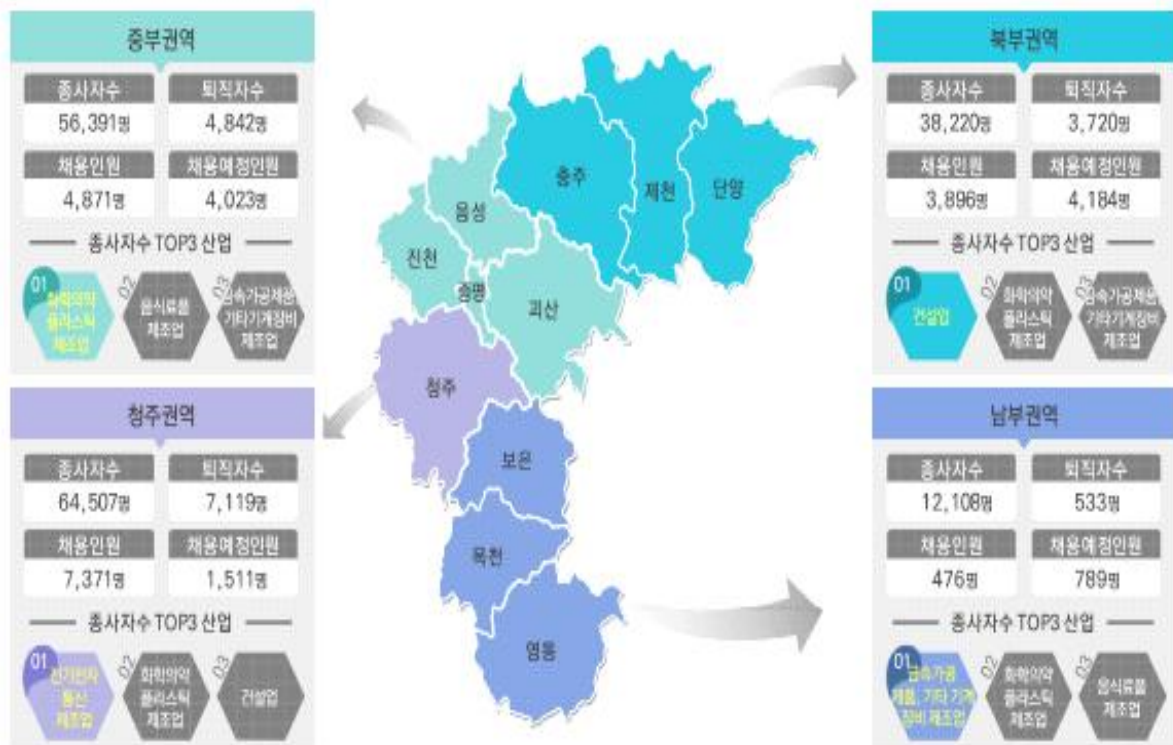 중부권역
종사자수 퇴직자수
56,391명 4,842명
채용인원 채용예정인원
4,871명 4,023명
종사자수 TOP3 산업
01
화학의약
플라스틱
제조업
02
음식료품
제조업
03
금속가공제품
기타기계장비
제조업
북부권역
종사자수 퇴직자수
38,220명 3,720명
채용인원 채용예정인원
3,896명 4,184명
종사자수 TOP3 산업
01
건설업
02
화학의약
플라스틱
제조업
03
금속가공제품
기타기계장비
제조업
충주
제천
단양
음성
진천
증평
괴산
청주
보은
옥천
영동
청주권역
종사자수 퇴직자수
64,507명 7,119명
채용인원 채용예정인원
7,371명 1,511명
종사자수 TOP3 산업
01
전기전자
통신
제조업
02
화학의약
플라스틱
제조업
03
건설업
남부권역
종사자수 퇴직자수
12,108명 533명
채용인원 채용예정인원
476명 789명
종사자수 TOP3 산업
01
금속가공
제품, 기타 기계
장비 제조업
02
화학의약
플라스틱
제조업
03
음식료품
제조업